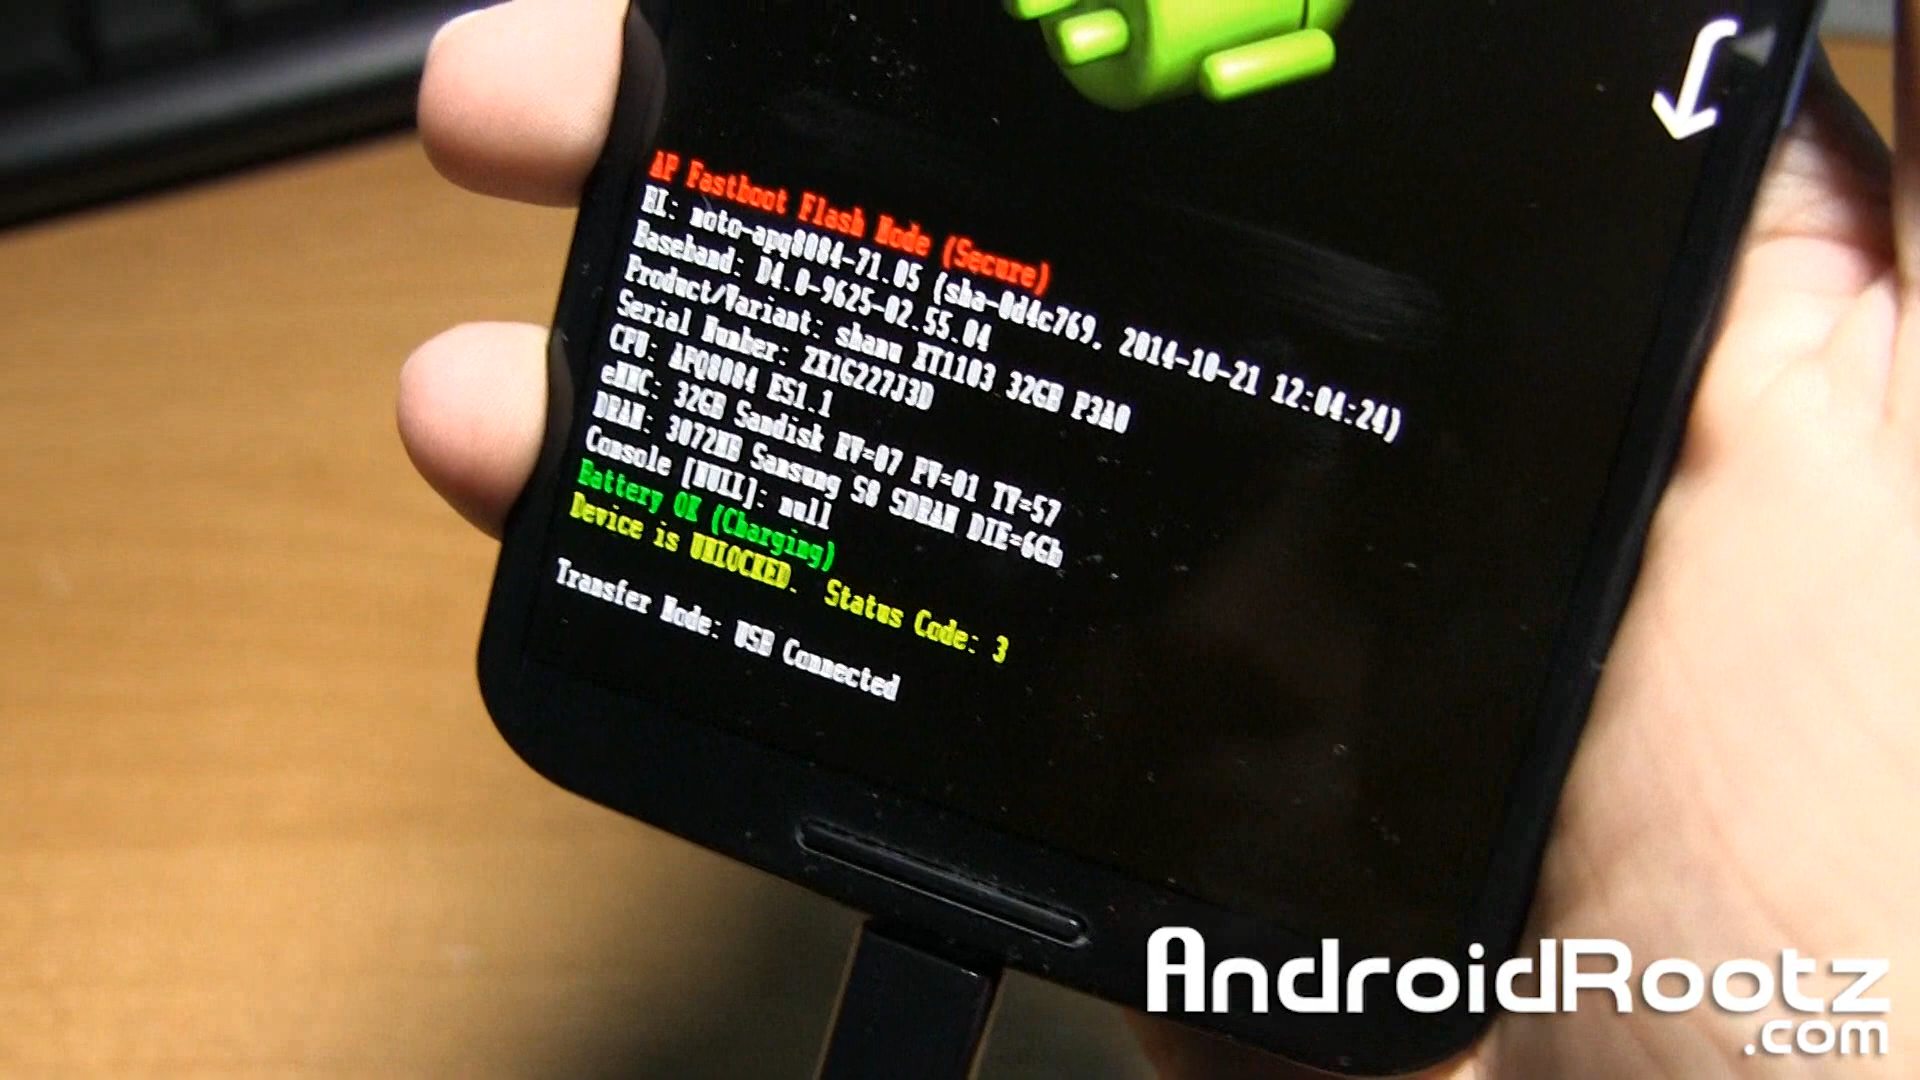 AP Fastboot Flash Mode (Secure)
BL: moto-apq8084-71.05 (sha-0d4c769, 2014-10-21 12:04:24)
Baseband: D4.0-9625-02.55.04
Product/Variant: shamu XT1103 32GB P3A0
Serial Number: ZX1G227J3D
CPU: APQ8084 ES1.1
eMMC: 32GB Sandisk RV=07 PV=01 TY=57
DRAM: 3072MB Samsung S8 SDRAM DIE=6Gb
Console [NULL]: null
Battery OK (Charging)
Device is UNLOCKED. Status Code: 3
Transfer Mode: USB Connected
AndroidRootz
.com